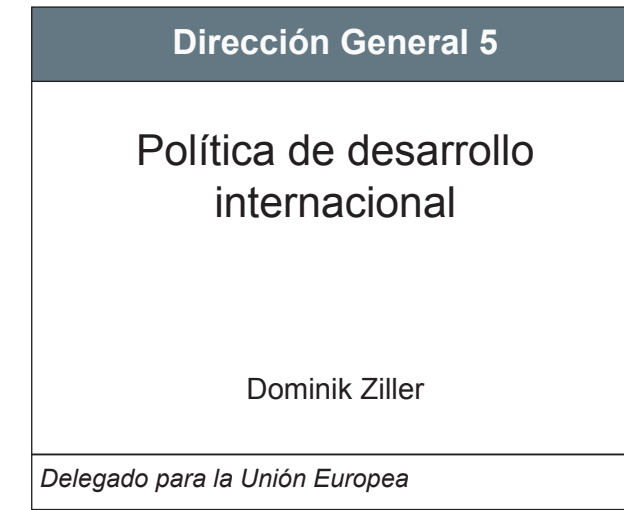 Dirección General 5
Política de desarrollo
internacional
Dominik Ziller
Delegado para la Unión Europea